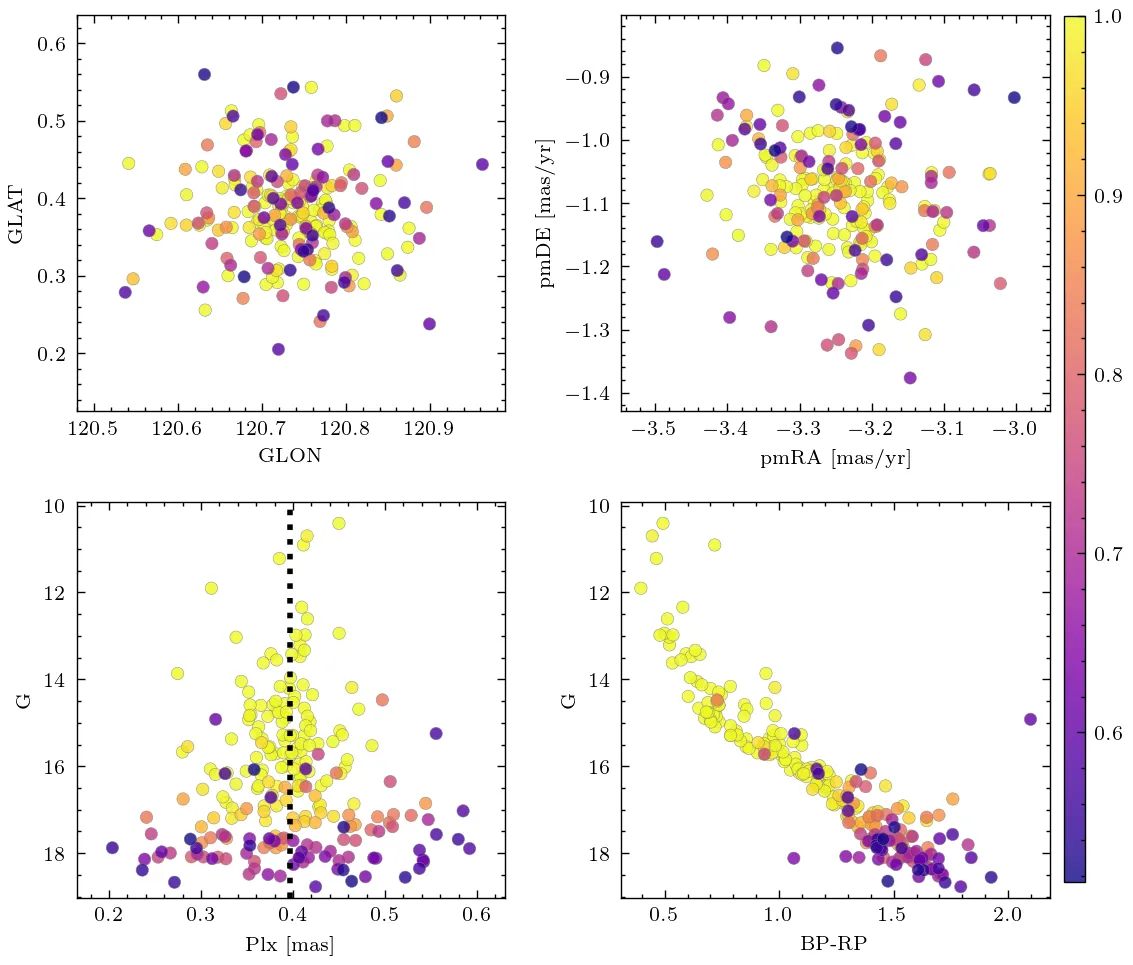 0.6
0.5
0.4
0.3
0.2
GLAT
120.5 120.6 120.7 120.8 120.9
GLON
−0.9
−1.0
−1.1
−1.2
−1.3
−1.4
pmDE [mas/yr]
−3.5 −3.4 −3.3 −3.2 −3.1 −3.0
pmRA [mas/yr]
1.0
0.9
0.8
0.7
0.6
10
12
14
16
18
G
0.2 0.3 0.4 0.5 0.6
Plx [mas]
10
12
14
16
18
G
0.5 1.0 1.5 2.0
BP-RP